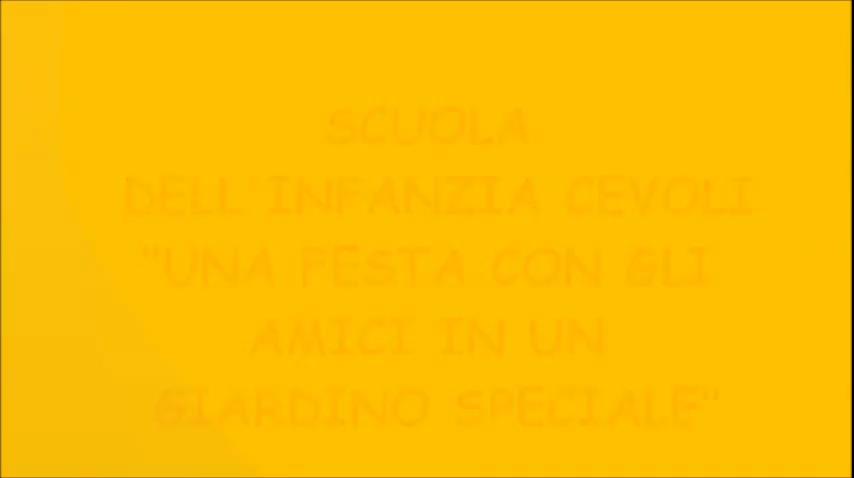 SCUOLA
DELL'INFANZIA CEVOLI
"UNA FESTA CON GLI
AMICI IN UN
GIARDINO SPECIALE"